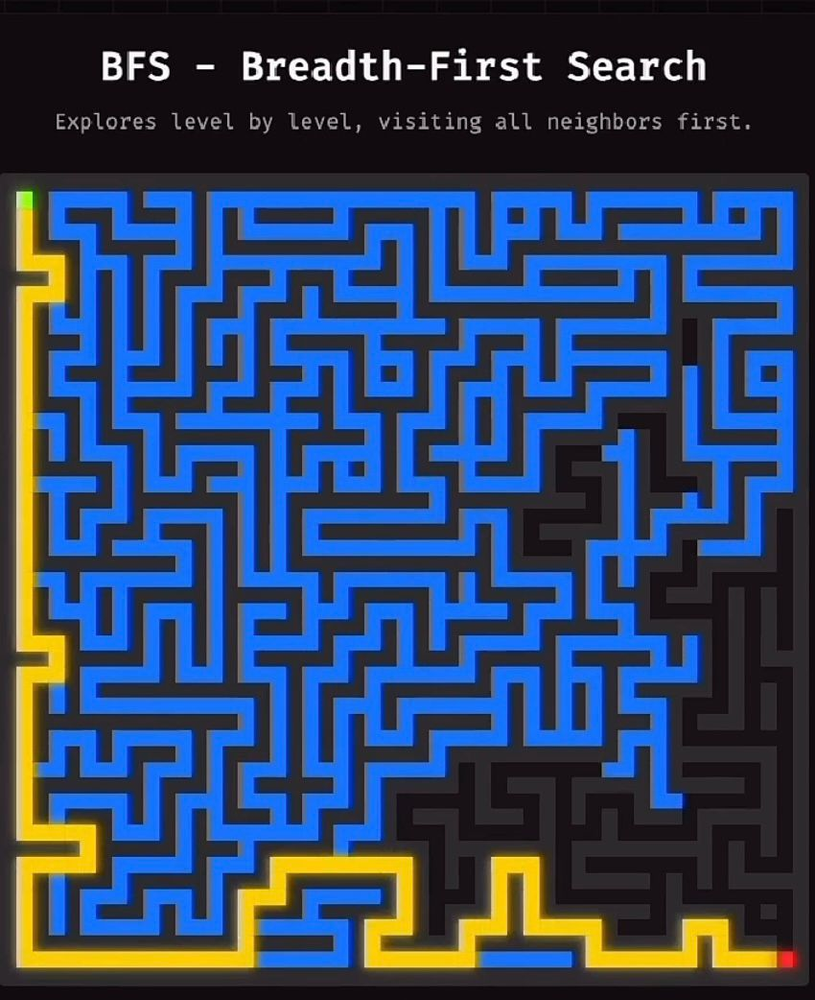 BFS - Breadth-First Search
Explores level by level, visiting all neighbors first.